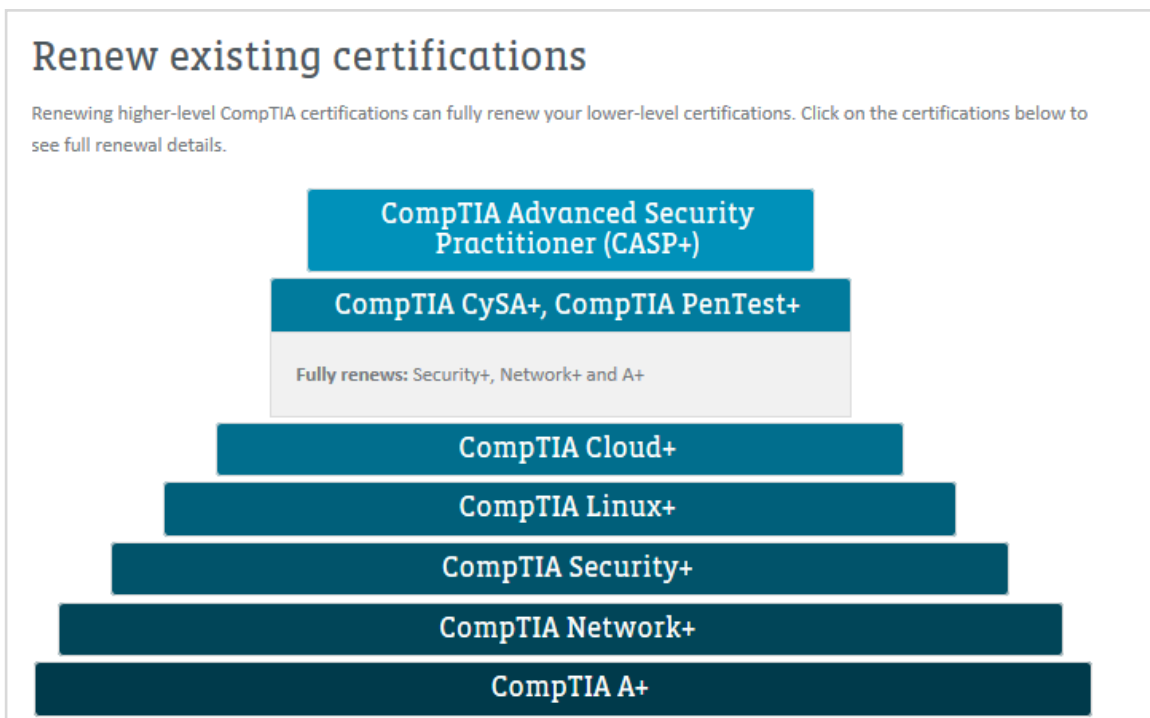 Renew existing certifications
Renewing higher-level CompTIA certifications can fully renew your lower-level certifications. Click on the certifications below to
see full renewal details.
CompTIA Advanced Security
Practitioner (CASP+)
CompTIA CySA+, CompTIA PenTest+
Fully renews: Security+, Network+ and A+
CompTIA Cloud+
CompTIA Linux+
CompTIA Security+
CompTIA Network+
CompTIA A+